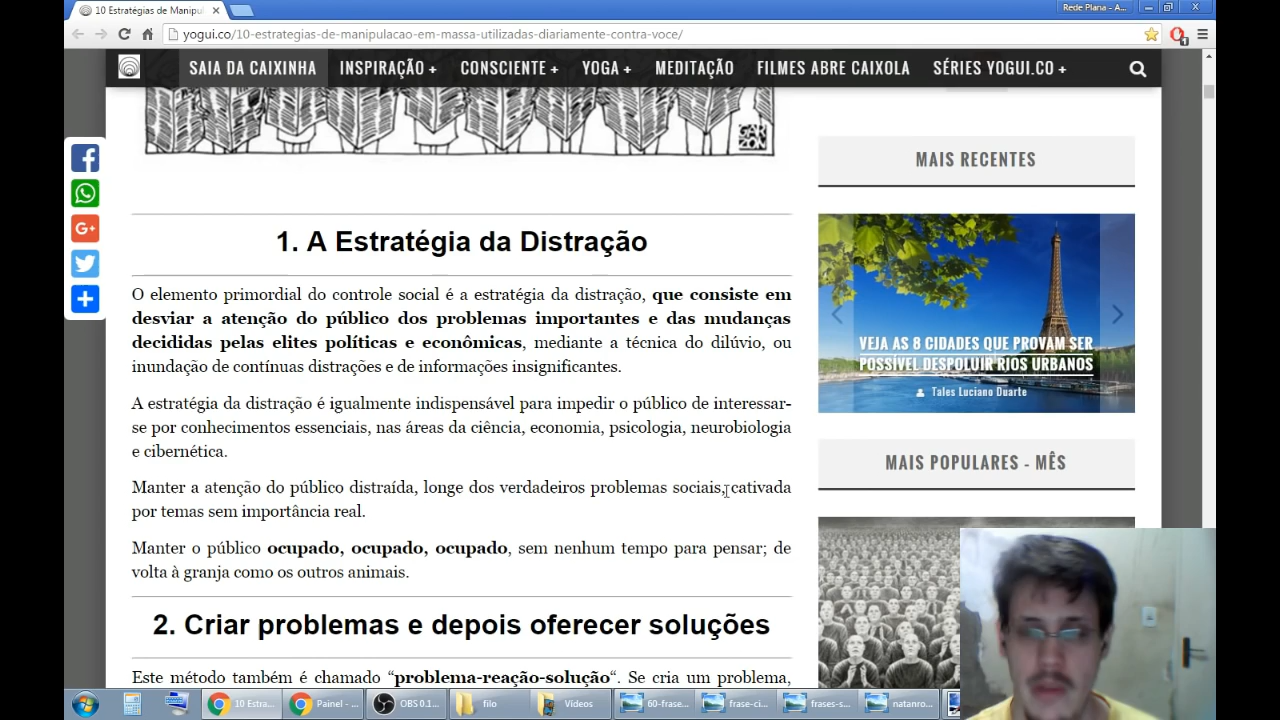 10 Estratégias de Manipul
Rede Plana - A...
yogui.co/10-estrategias-de-manipulacao-em-massa-utilizadas-diariamente-contra-voce/
SAIA DA CAIXINHA INSPIRAÇÃO + CONSCIENTE + YOGA + MEDITAÇÃO FILMES ABRE CAIXOLA SÉRIES YOGUI.CO +
GAR
ZON
1. A Estratégia da Distração
O elemento primordial do controle social é a estratégia da distração, que consiste em
desviar a atenção do público dos problemas importantes e das mudanças
decididas pelas elites políticas e econômicas, mediante a técnica do dilúvio, ou
inundação de contínuas distrações e de informações insignificantes.
A estratégia da distração é igualmente indispensável para impedir o público de interessar-
se por conhecimentos essenciais, nas áreas da ciência, economia, psicologia, neurobiologia
e cibernética.
Manter a atenção do público distraída, longe dos verdadeiros problemas sociais, cativada
por temas sem importância real.
Manter o público ocupado, ocupado, ocupado, sem nenhum tempo para pensar; de
volta à granja como os outros animais.
2. Criar problemas e depois oferecer soluções
Este método também é chamado “problema-reação-solução“. Se cria um problema,
MAIS RECENTES
VEJA AS 8 CIDADES QUE PROVAM SER
POSSÍVEL DESPOLUIR RIOS URBANOS
Tales Luciano Duarte
MAIS POPULARES - MÊS
10 Estra... Painel - ... OBS 0.1... filo Vídeos 60-frase... frase-ci... frases-s... natanro...